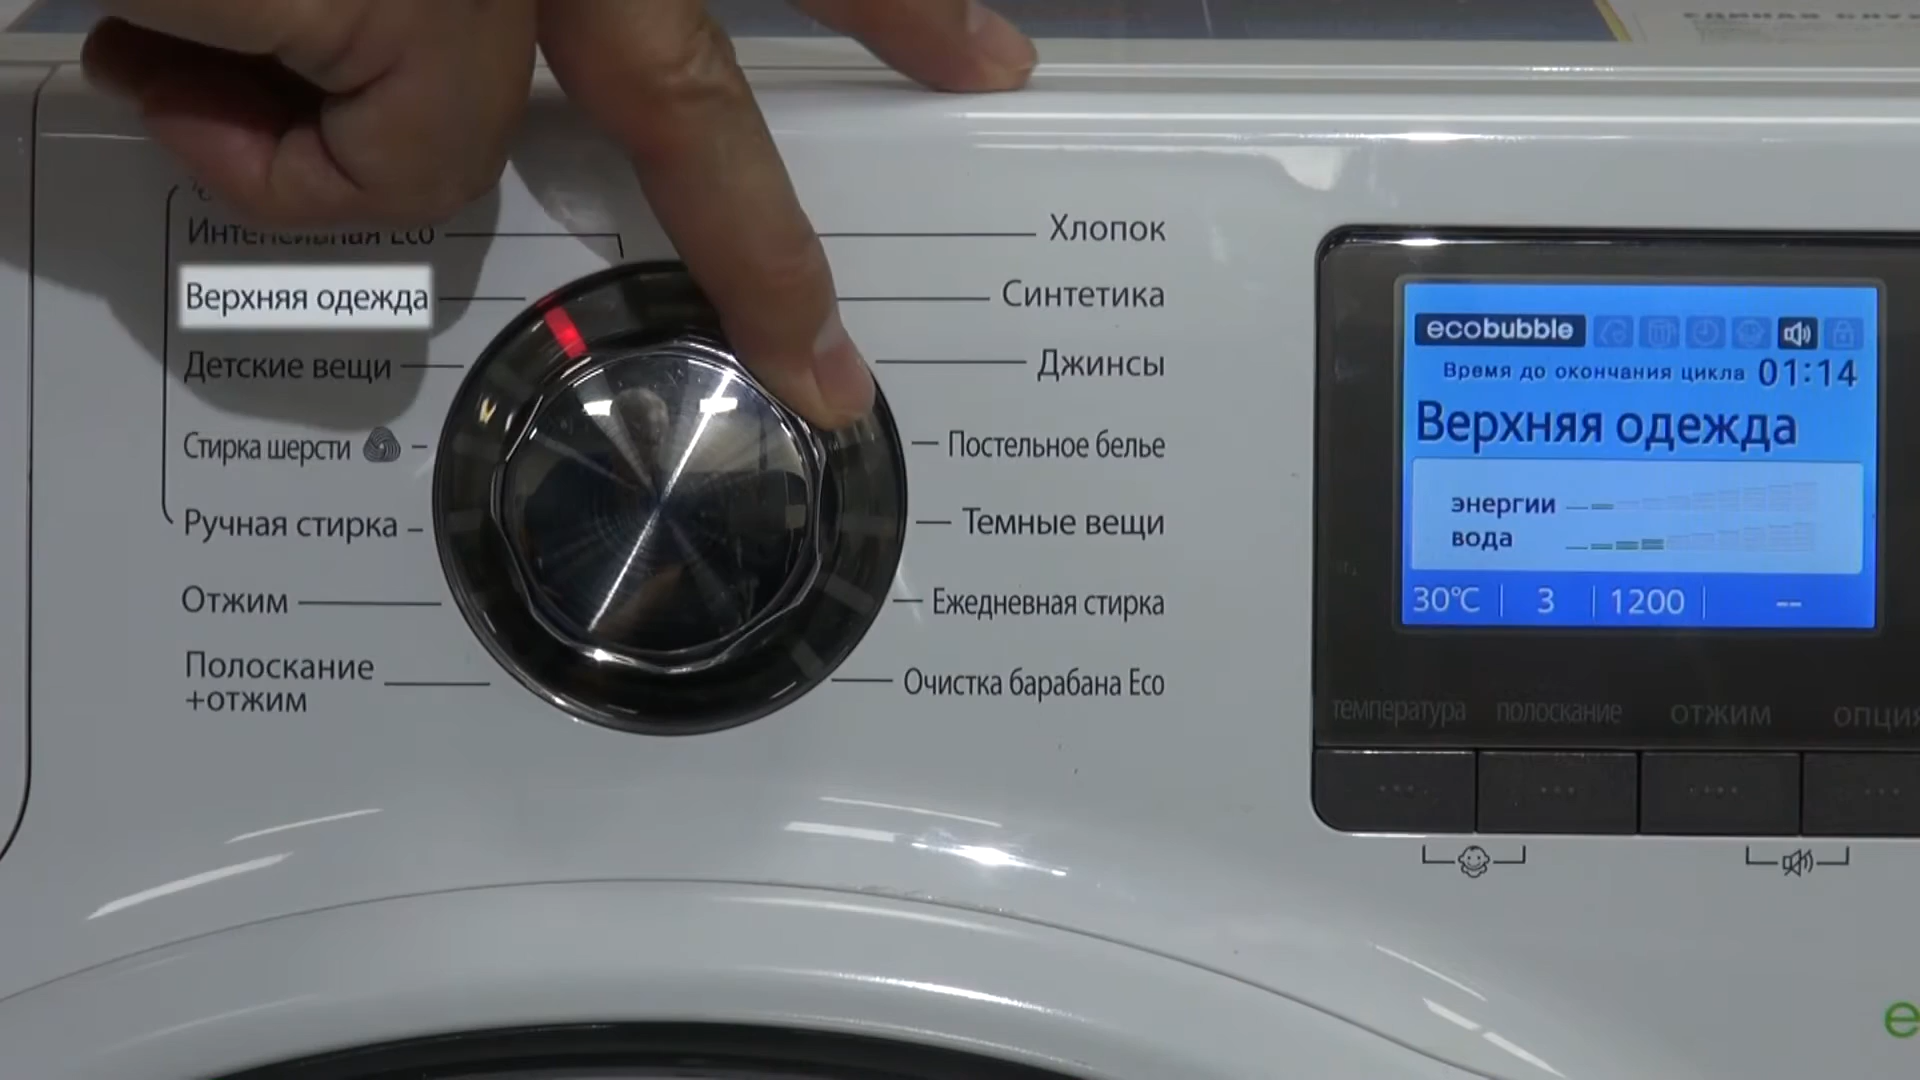 Интенсивная Eco
Верхняя одежда
Детские вещи
Стирка шерсти
Ручная стирка
Отжим
Полоскание
+отжим
Хлопок
Синтетика
Джинсы
Постельное белье
Темные вещи
Ежедневная стирка
Очистка барабана Eco
ecobubble
Время до окончания цикла 01:14
Верхняя одежда
энергии
вода
30°C 3 1200 --
температура полоскание отжим